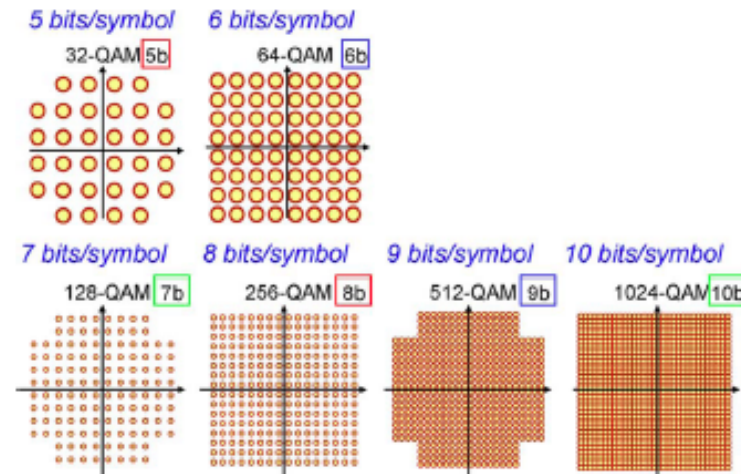 5 bits/symbol 6 bits/symbol
32-QAM 5b 64-QAM 6b
7 bits/symbol 8 bits/symbol 9 bits/symbol 10 bits/symbol
128-QAM 7b 256-QAM 8b 512-QAM 9b 1024-QAM 10b